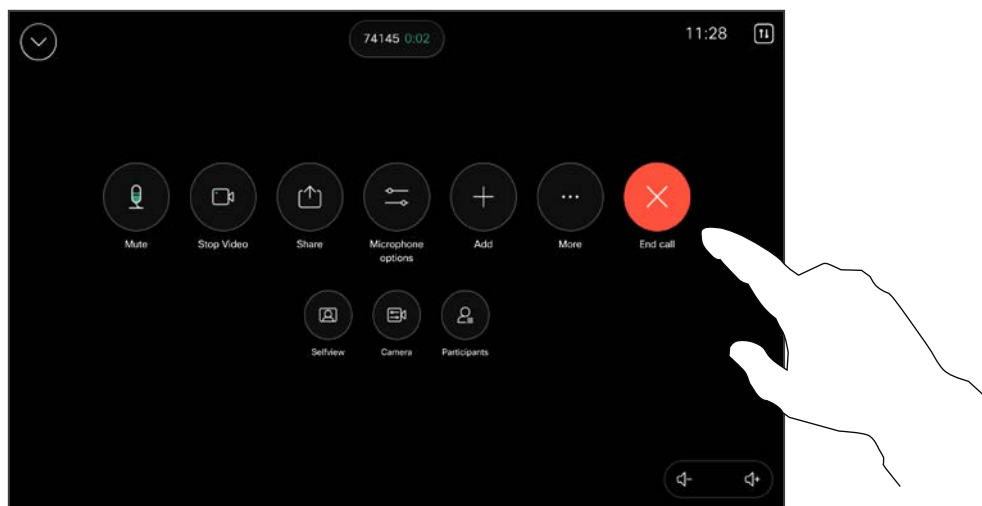 74145 0:02
11:28
Mute
Stop Video
Share
Microphone
options
Add
More
End call
Selfview
Camera
Participants